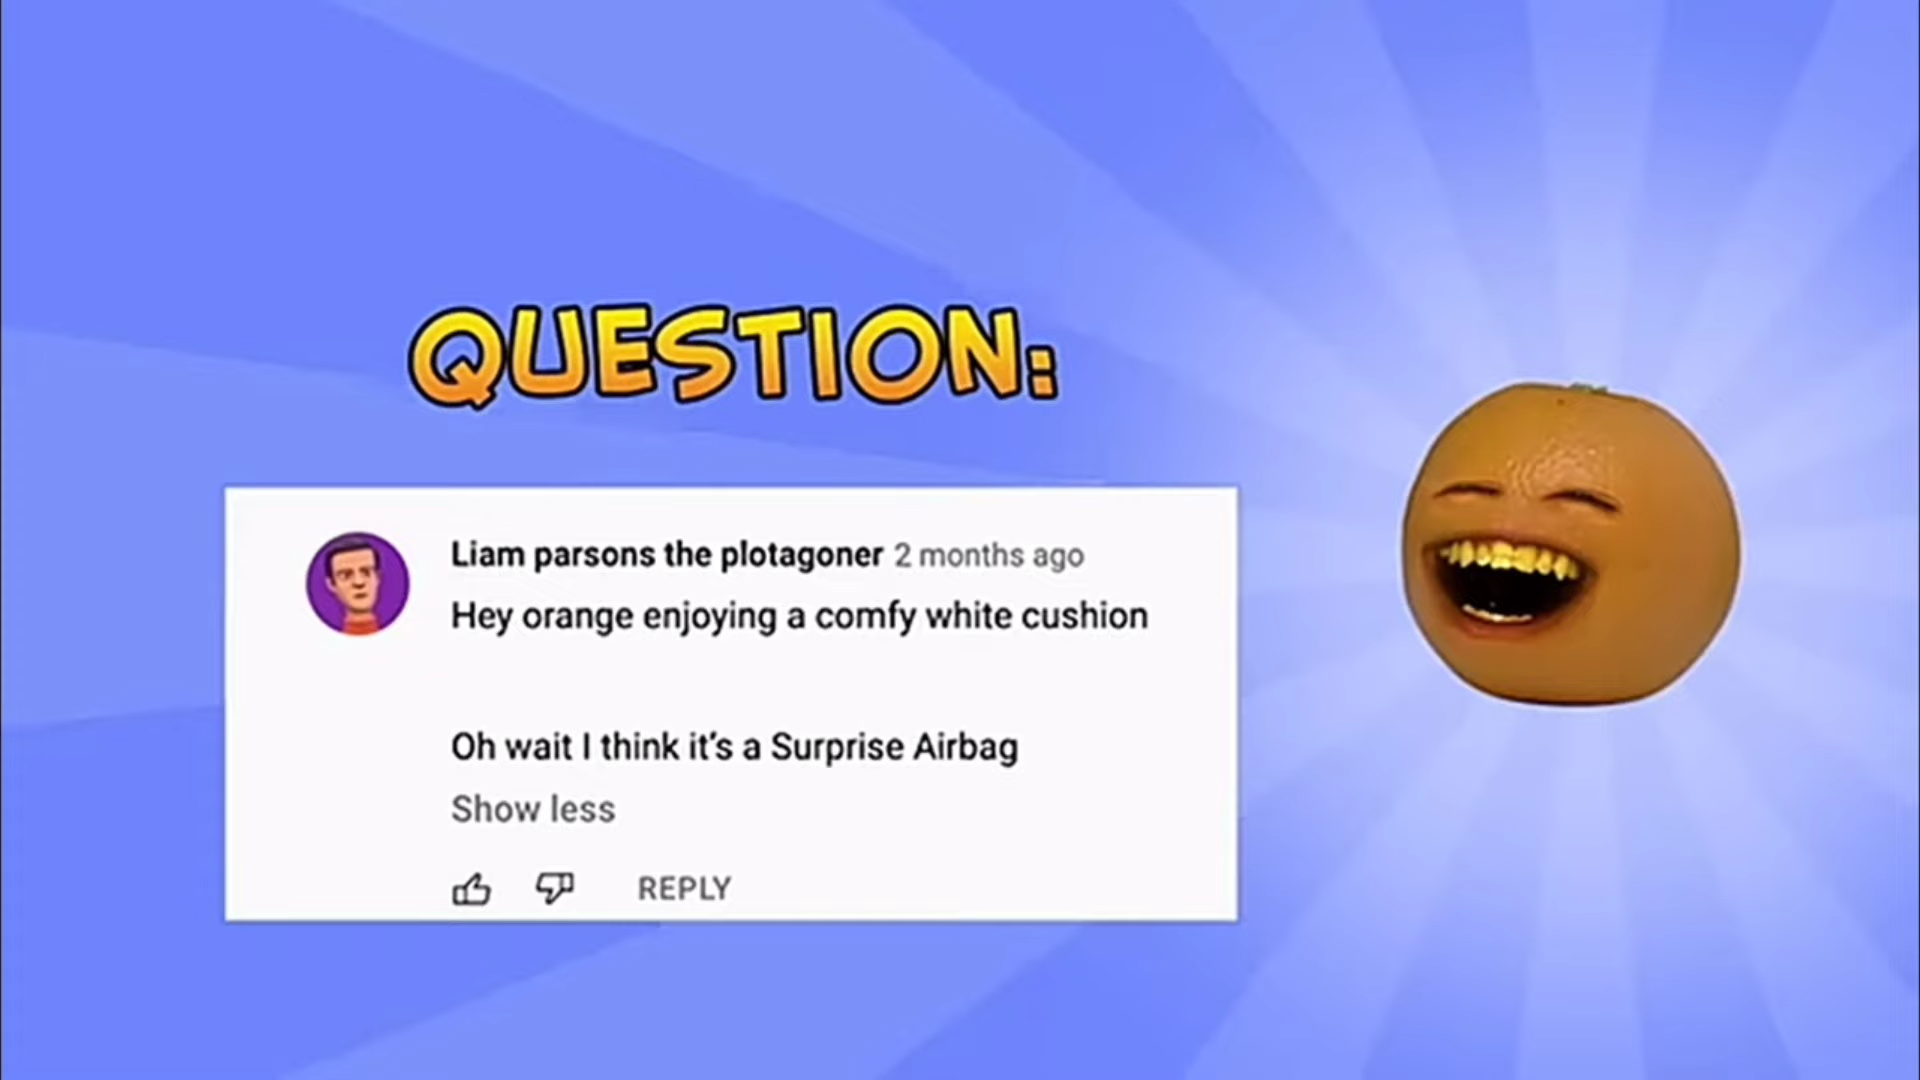 QUESTION:
Liam parsons the plotagoner 2 months ago
Hey orange enjoying a comfy white cushion
Oh wait I think it's a Surprise Airbag
Show less
REPLY